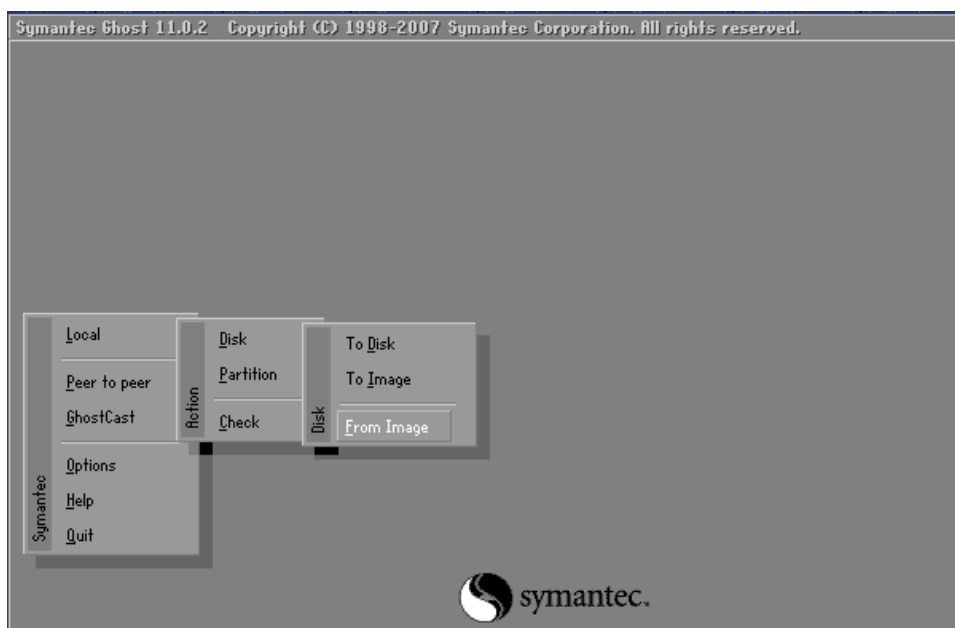 Symantec Ghost 11.0.2   Copyright (C) 1998-2007 Symantec Corporation. All rights reserved.
Symantec
Local
Peer to peer
GhostCast
Options
Help
Quit
Action
Disk
Partition
Check
Disk
To Disk
To Image
From Image
symantec.